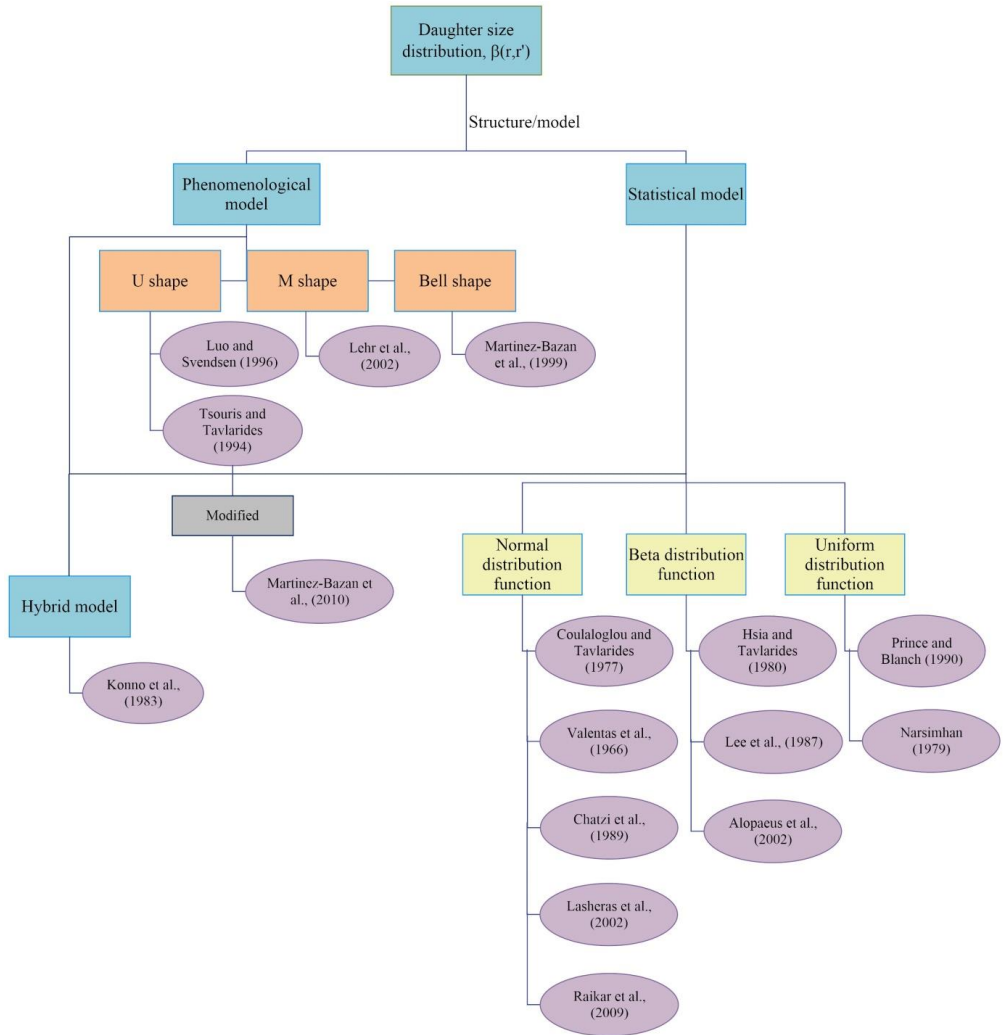 Daughter size
distribution, β(r,r')
Structure/model
Phenomenological
model
Statistical model
U shape
M shape
Bell shape
Luo and
Svendsen (1996)
Lehr et al.,
(2002)
Martinez-Bazan
et al., (1999)
Tsouris and
Tavlarides
(1994)
Modified
Martinez-Bazan et
al., (2010)
Hybrid model
Konno et al.,
(1983)
Normal
distribution
function
Beta distribution
function
Uniform
distribution
function
Coulaloglou and
Tavlarides
(1977)
Hsia and
Tavlarides
(1980)
Prince and
Blanch (1990)
Valentas et al.,
(1966)
Lee et al., (1987)
Narsimhan
(1979)
Chatzi et al.,
(1989)
Alopaeus et al.,
(2002)
Lasheras et al.,
(2002)
Raikar et al.,
(2009)